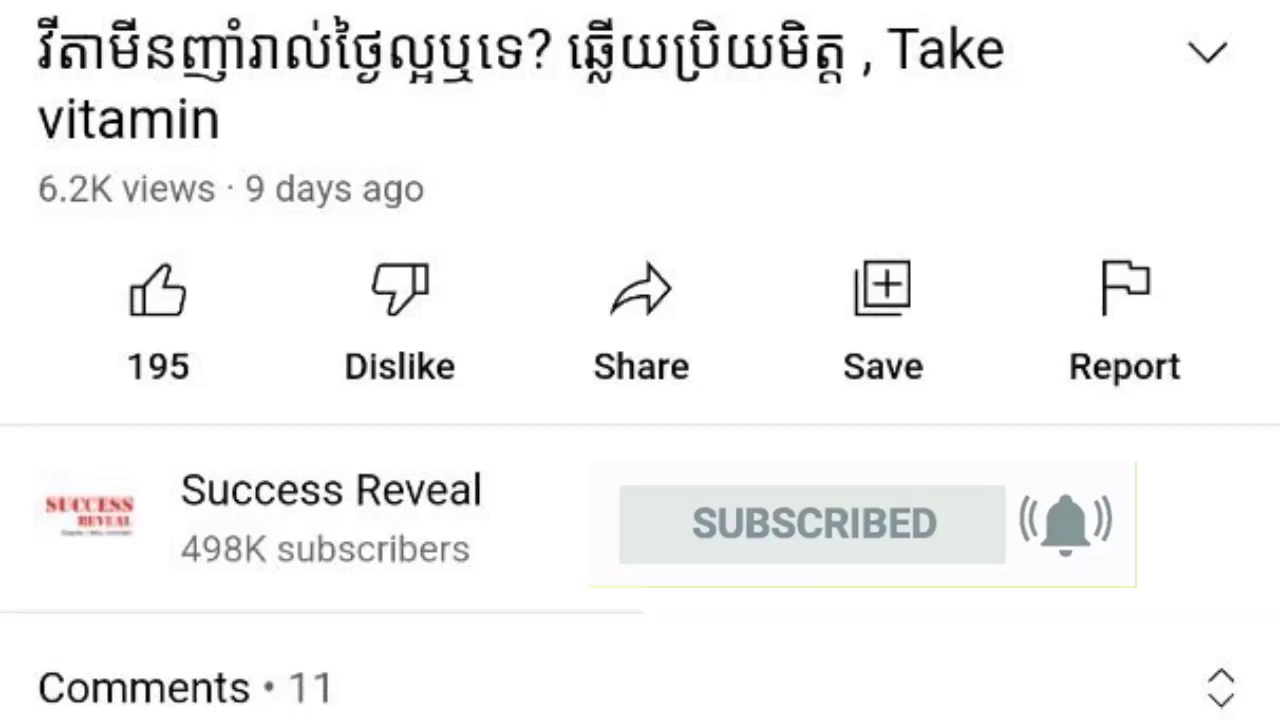 វីតាមីនញ៉ាំរាល់ថ្ងៃល្អឬទេ? ឆ្លើយប្រិយមិត្ត , Take
vitamin
6.2K views · 9 days ago
195
Dislike
Share
Save
Report
SUCCESS
REVEAL
Success Reveal
498K subscribers
SUBSCRIBED
Comments • 11